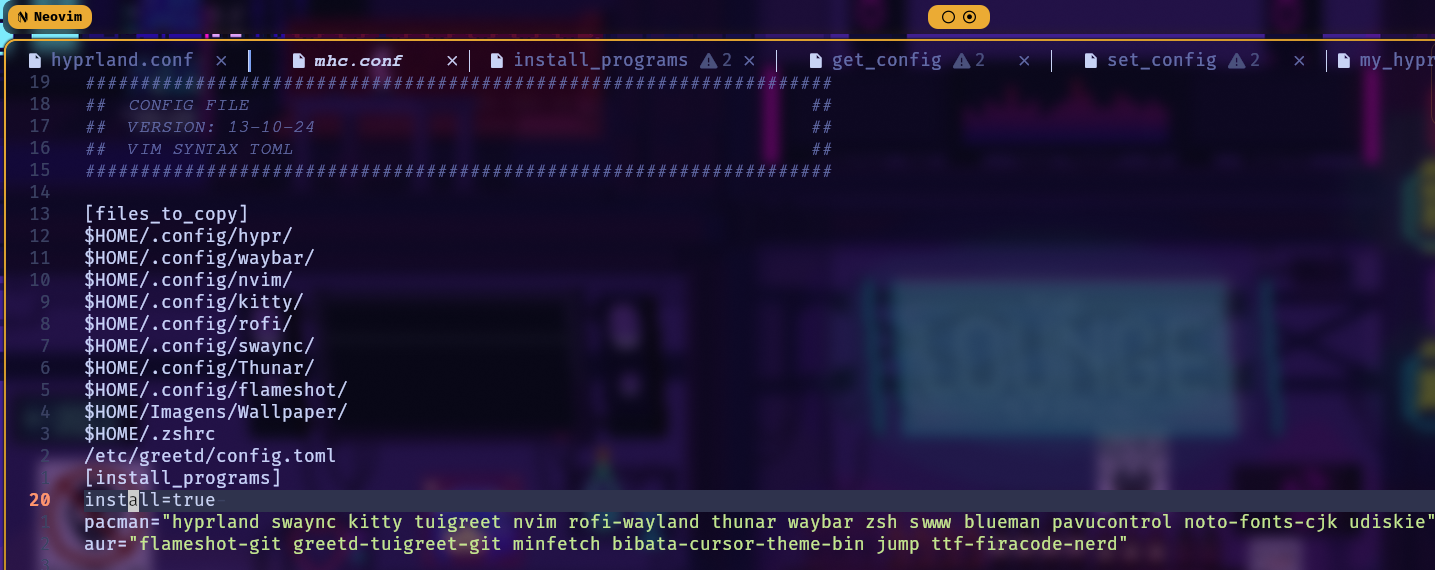 Neovim
hyprland.conf × mhc.conf × install_programs 2 × get_config 2 × set_config 2 × my_hypr
19 ####################################################################
18 ## CONFIG FILE ##
17 ## VERSION: 13-10-24 ##
16 ## VIM SYNTAX TOML ##
15 ####################################################################
14
13 [files_to_copy]
12 $HOME/.config/hypr/
11 $HOME/.config/waybar/
10 $HOME/.config/nvim/
9 $HOME/.config/kitty/
8 $HOME/.config/rofi/
7 $HOME/.config/swaync/
6 $HOME/.config/Thunar/
5 $HOME/.config/flameshot/
4 $HOME/Imagens/Wallpaper/
3 $HOME/.zshrc
2 /etc/greetd/config.toml
1 [install_programs]
20 install=true
1 pacman="hyprland swaync kitty tuigreet nvim rofi-wayland thunar waybar zsh swww blueman pavucontrol noto-fonts-cjk udiskie"
aur="flameshot-git greetd-tuigreet-git minfetch bibata-cursor-theme-bin jump ttf-firacode-nerd"
LOUNGE